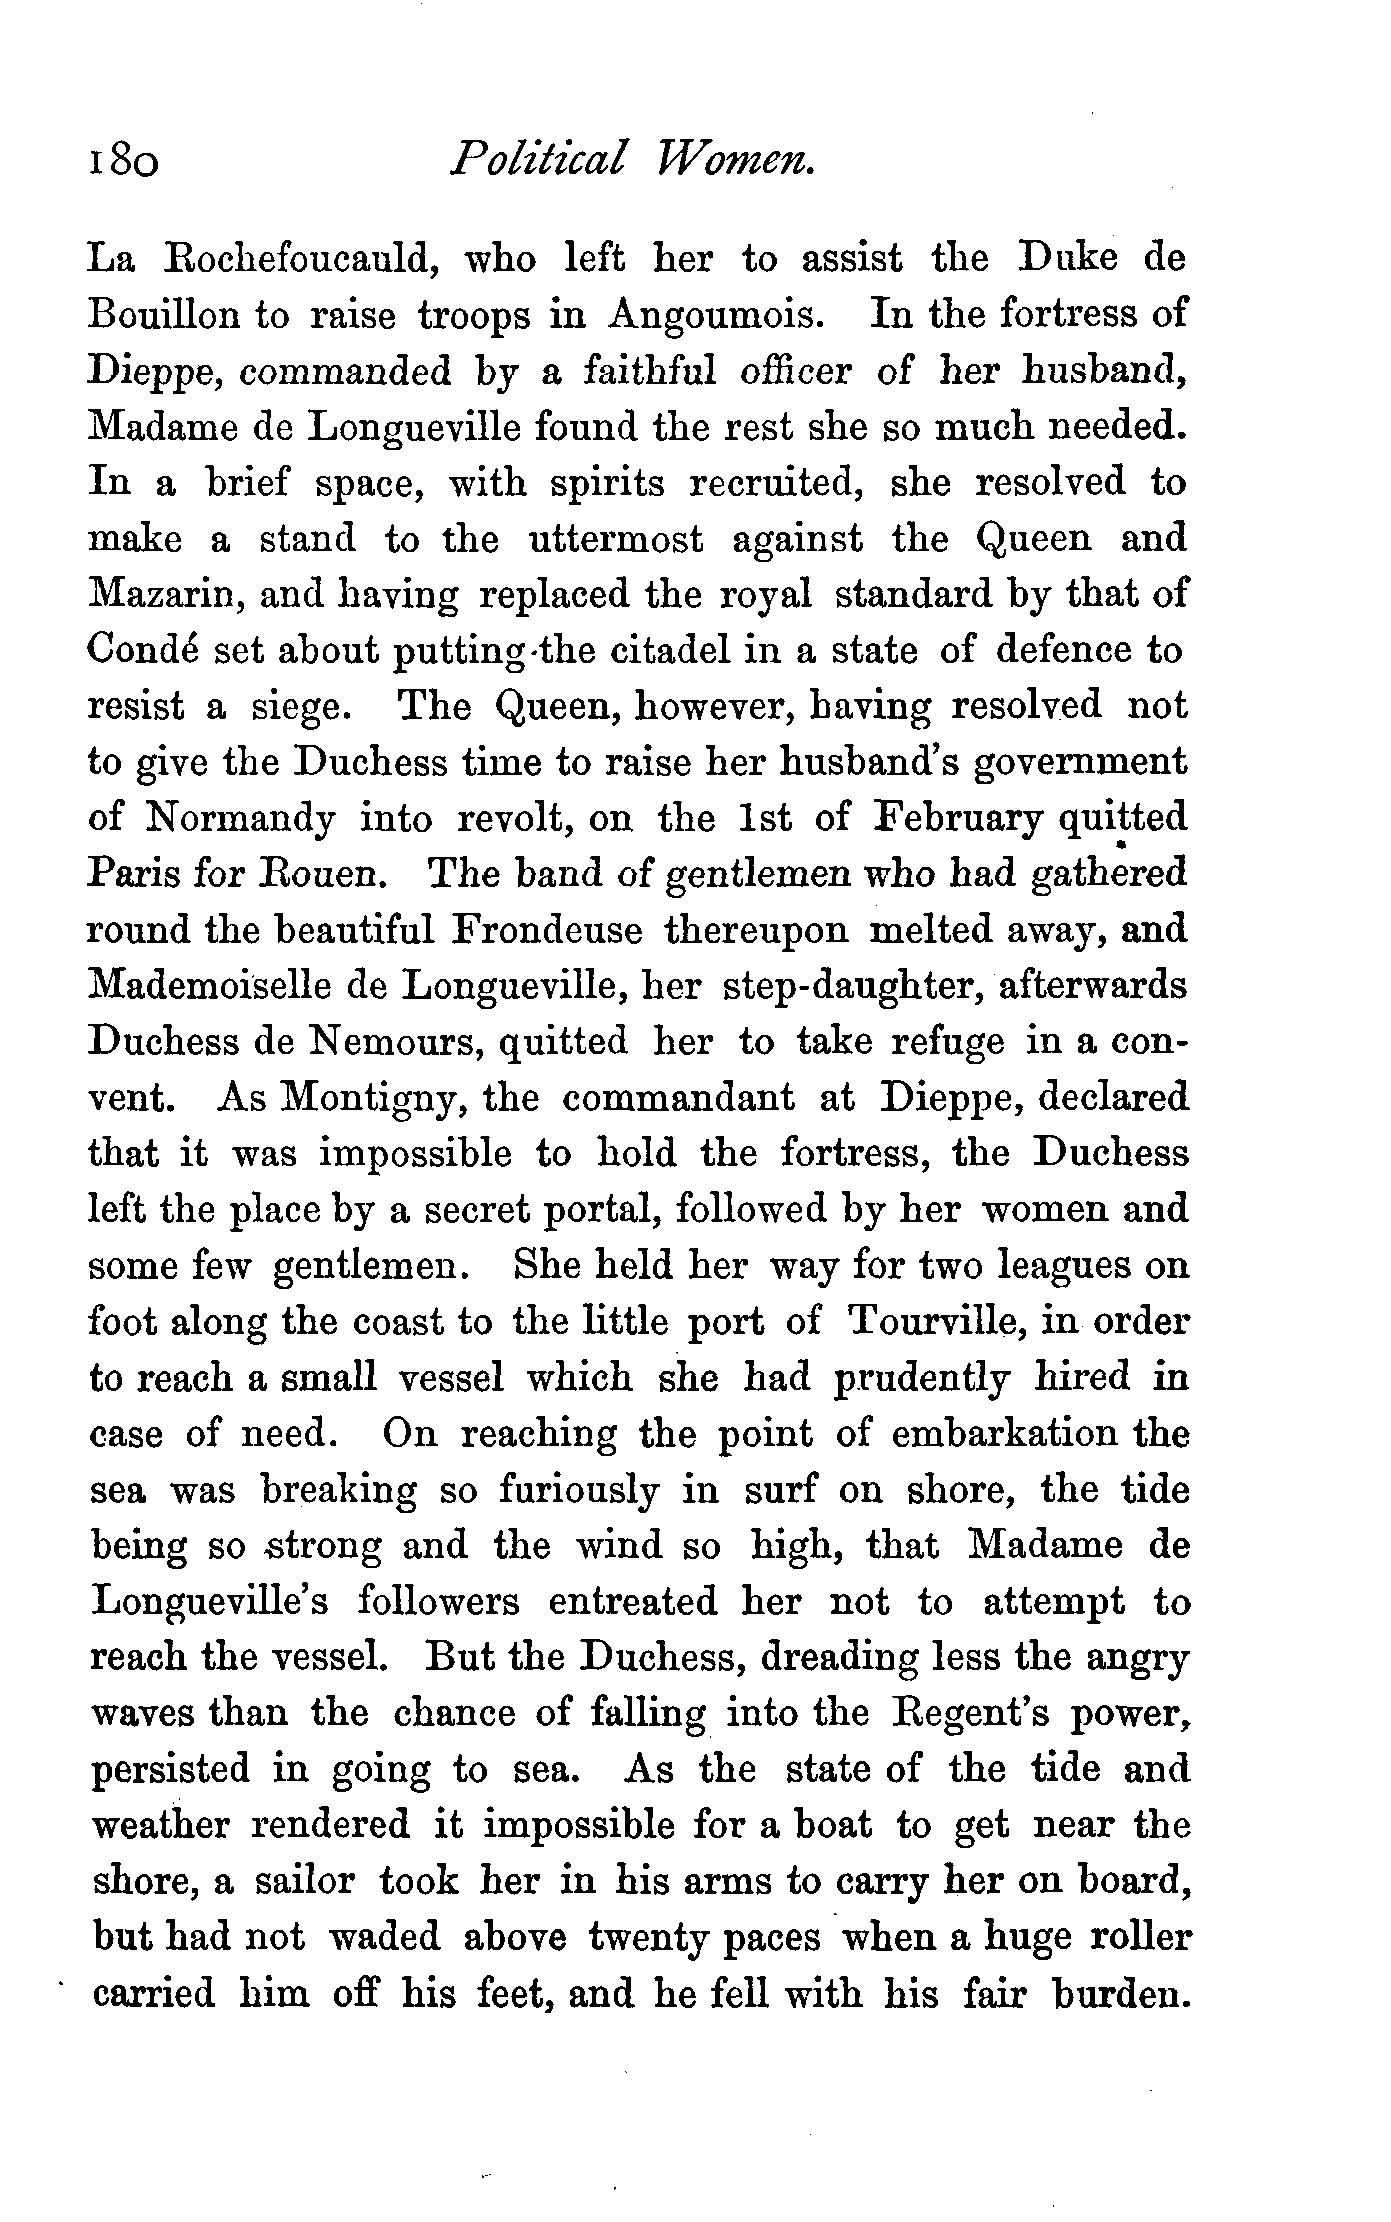 180 Political Women.
La Rochefoucauld, who left her to assist the Duke de
Bouillon to raise troops in Angoumois. In the fortress of
Dieppe, commanded by a faithful officer of her husband,
Madame de Longueville found the rest she so much needed.
In a brief space, with spirits recruited, she resolved to
make a stand to the uttermost against the Queen and
Mazarin, and having replaced the royal standard by that of
Condé set about putting the citadel in a state of defence to
resist a siege. The Queen, however, having resolved not
to give the Duchess time to raise her husband's government
of Normandy into revolt, on the 1st of February quitted
Paris for Rouen. The band of gentlemen who had gathered
round the beautiful Frondeuse thereupon melted away, and
Mademoiselle de Longueville, her step-daughter, afterwards
Duchess de Nemours, quitted her to take refuge in a con-
vent. As Montigny, the commandant at Dieppe, declared
that it was impossible to hold the fortress, the Duchess
left the place by a secret portal, followed by her women and
some few gentlemen. She held her way for two leagues on
foot along the coast to the little port of Tourville, in order
to reach a small vessel which she had prudently hired in
case of need. On reaching the point of embarkation the
sea was breaking so furiously in surf on shore, the tide
being so strong and the wind so high, that Madame de
Longueville's followers entreated her not to attempt to
reach the vessel. But the Duchess, dreading less the angry
waves than the chance of falling into the Regent's power,
persisted in going to sea. As the state of the tide and
weather rendered it impossible for a boat to get near the
shore, a sailor took her in his arms to carry her on board,
but had not waded above twenty paces when a huge roller
carried him off his feet, and he fell with his fair burden.